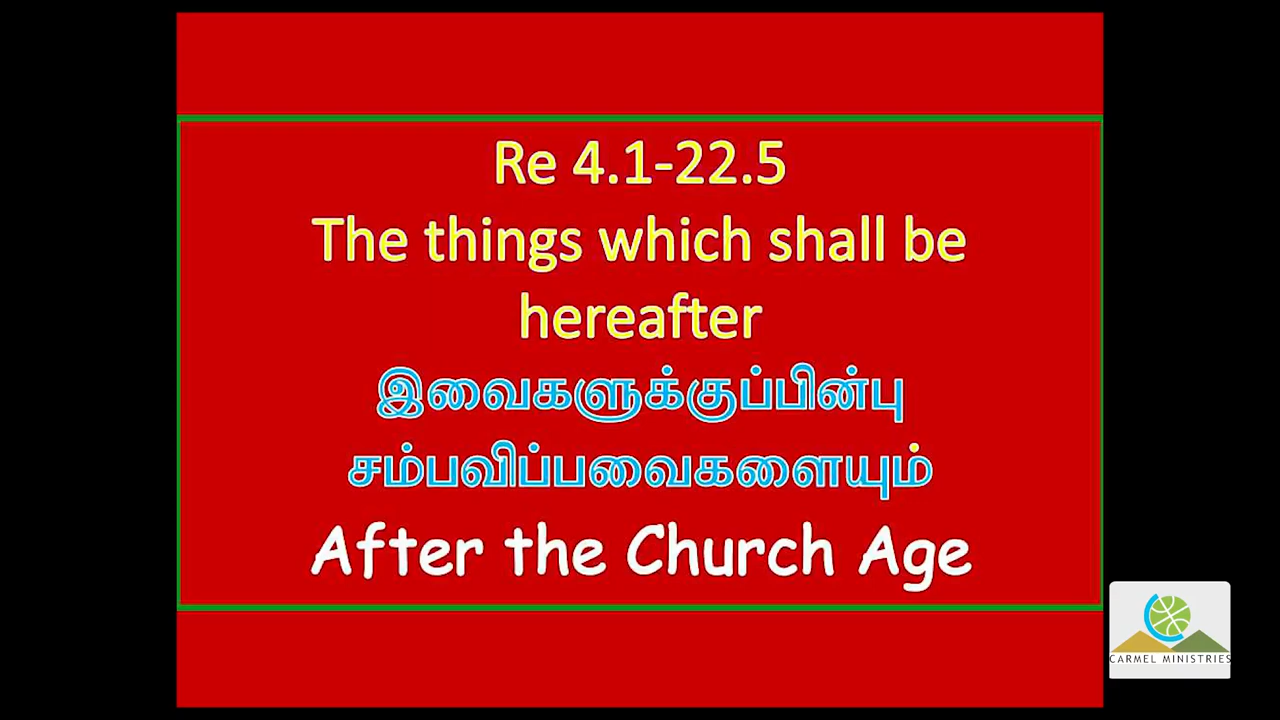 Re 4.1-22.5
The things which shall be
hereafter
இவைகளுக்குப்பின்பு
சம்பவிப்பவைகளையும்
After the Church Age
CARMEL MINISTRIES